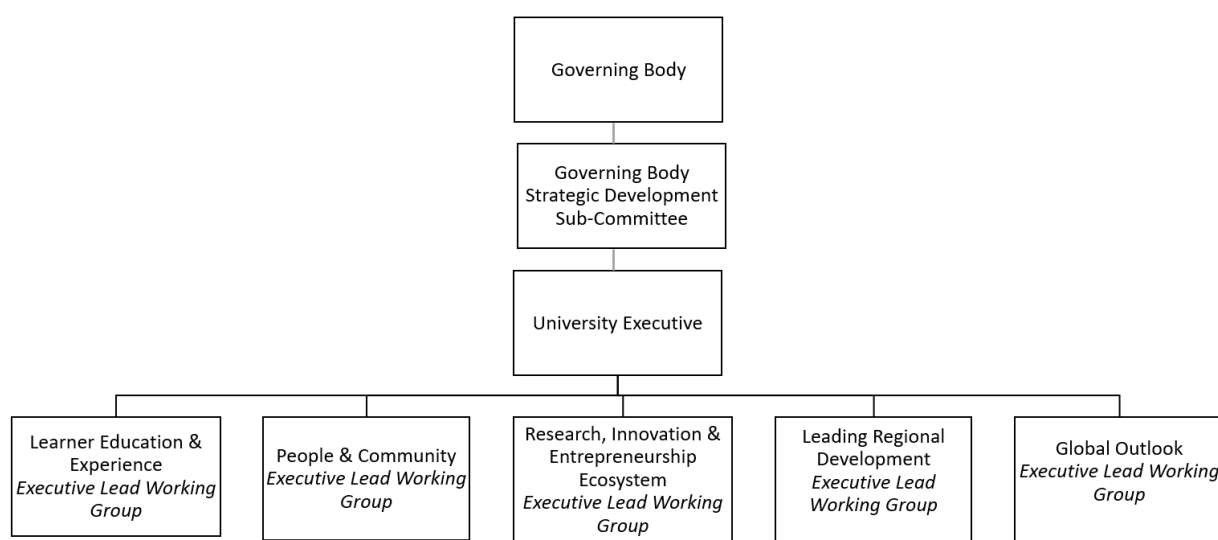 Governing Body
Governing Body
Strategic Development
Sub-Committee
University Executive
Learner Education &
Experience
Executive Lead Working
Group
People & Community
Executive Lead Working
Group
Research, Innovation &
Entrepreneurship
Ecosystem
Executive Lead Working
Group
Leading Regional
Development
Executive Lead
Working Group
Global Outlook
Executive Lead Working
Group